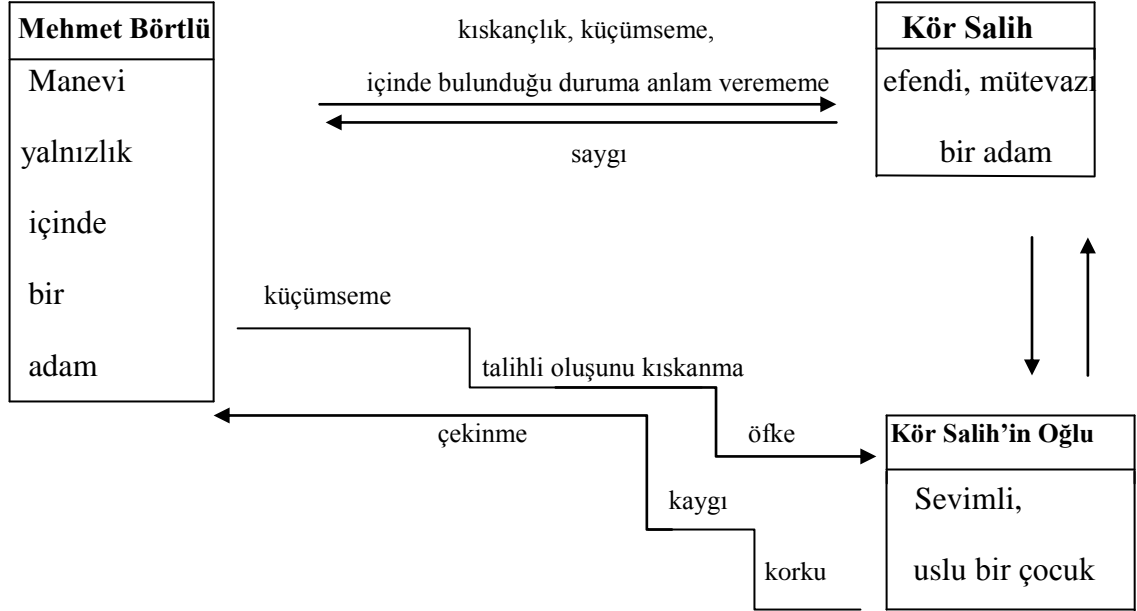 Mehmet Börtlü
Manevi
yalnızlık
içinde
bir
adam
kıskançlık, küçümseme,
içinde bulunduğu duruma anlam verememe
saygı
Kör Salih
efendi, mütevazı
bir adam
küçümseme
talihli oluşunu kıskanma
öfke
çekinme
kaygı
korku
Kör Salih’in Oğlu
Sevimli,
uslu bir çocuk